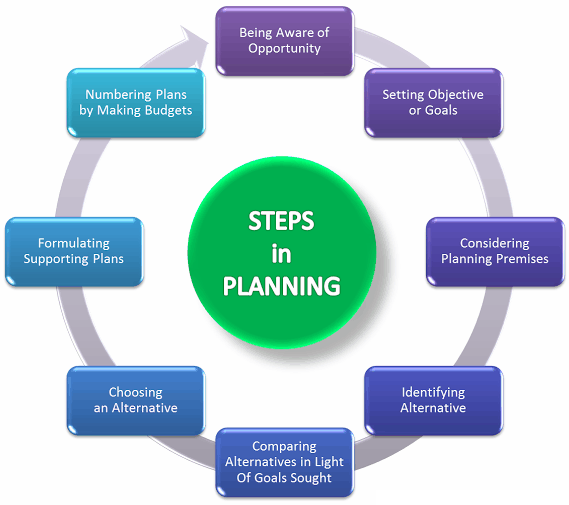 Being Aware of
Opportunity
Setting Objective
or Goals
Considering
Planning Premises
Identifying
Alternative
Comparing
Alternatives in Light
Of Goals Sought
Choosing
an Alternative
Formulating
Supporting Plans
Numbering Plans
by Making Budgets
STEPS
in
PLANNING